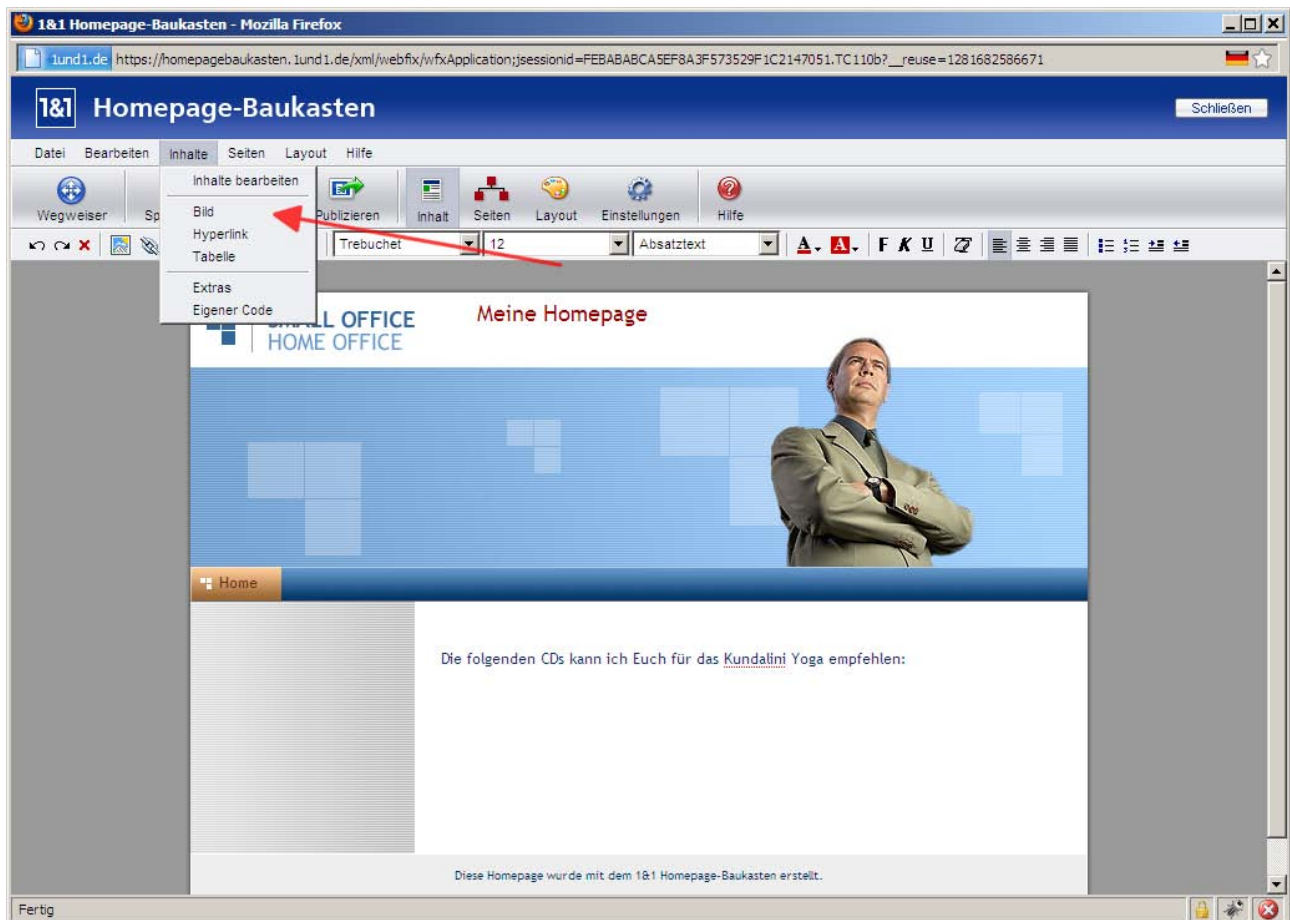 1&1 Homepage-Baukasten - Mozilla Firefox
1und1.de https://homepagebaukasten.1und1.de/xml/webfix/wfxApplication;jsessionid=FEBABABCA5EF8A3F573529F1C2147051.TC110b?__reuse=1281682586671
1&1 Homepage-Baukasten Schließen
Datei Bearbeiten Inhalte Seiten Layout Hilfe
Inhalte bearbeiten
Bild
Hyperlink
Tabelle
Extras
Eigener Code
Wegweiser Sp Publizieren Inhalt Seiten Layout Einstellungen Hilfe
Trebuchet 12 Absatztext A A F K U
SMALL OFFICE
HOME OFFICE
Meine Homepage
Home
Die folgenden CDs kann ich Euch für das Kundalini Yoga empfehlen:
Diese Homepage wurde mit dem 1&1 Homepage-Baukasten erstellt.
Fertig